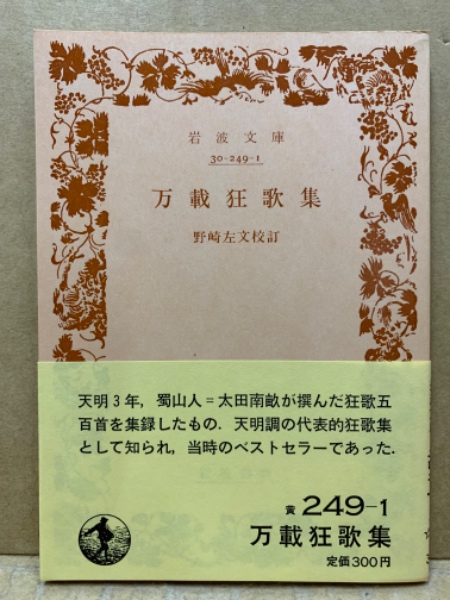 岩波文庫
30-249-1
万載狂歌集
野崎左文校訂
天明3年，蜀山人＝太田南畝が撰んだ狂歌五
百首を集録したもの．天明調の代表的狂歌集
として知られ，当時のベストセラーであった．
黄 249-1
万載狂歌集
定価300円